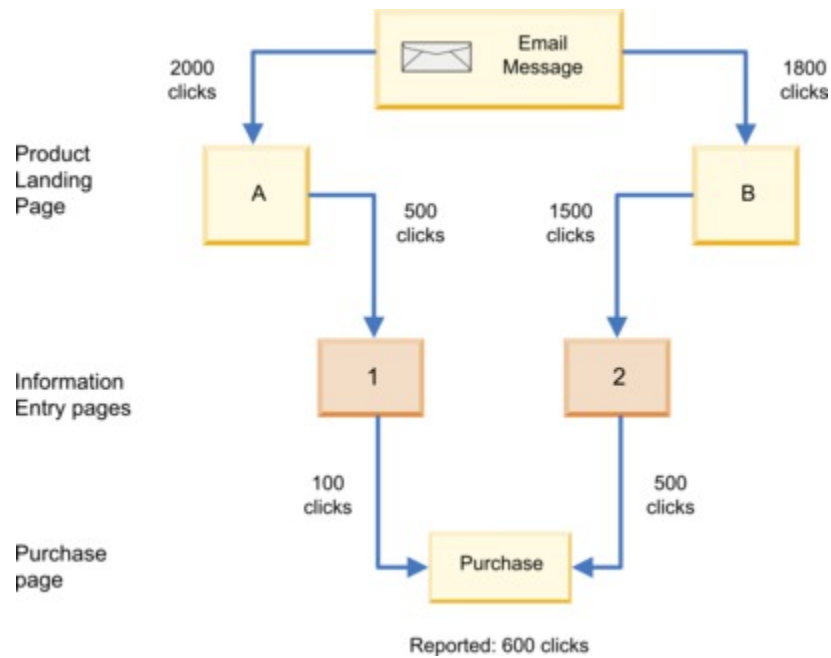 Email
Message
2000
clicks
1800
clicks
Product
Landing
Page
A
B
500
clicks
1500
clicks
Information
Entry pages
1
2
100
clicks
500
clicks
Purchase
page
Purchase
Reported: 600 clicks